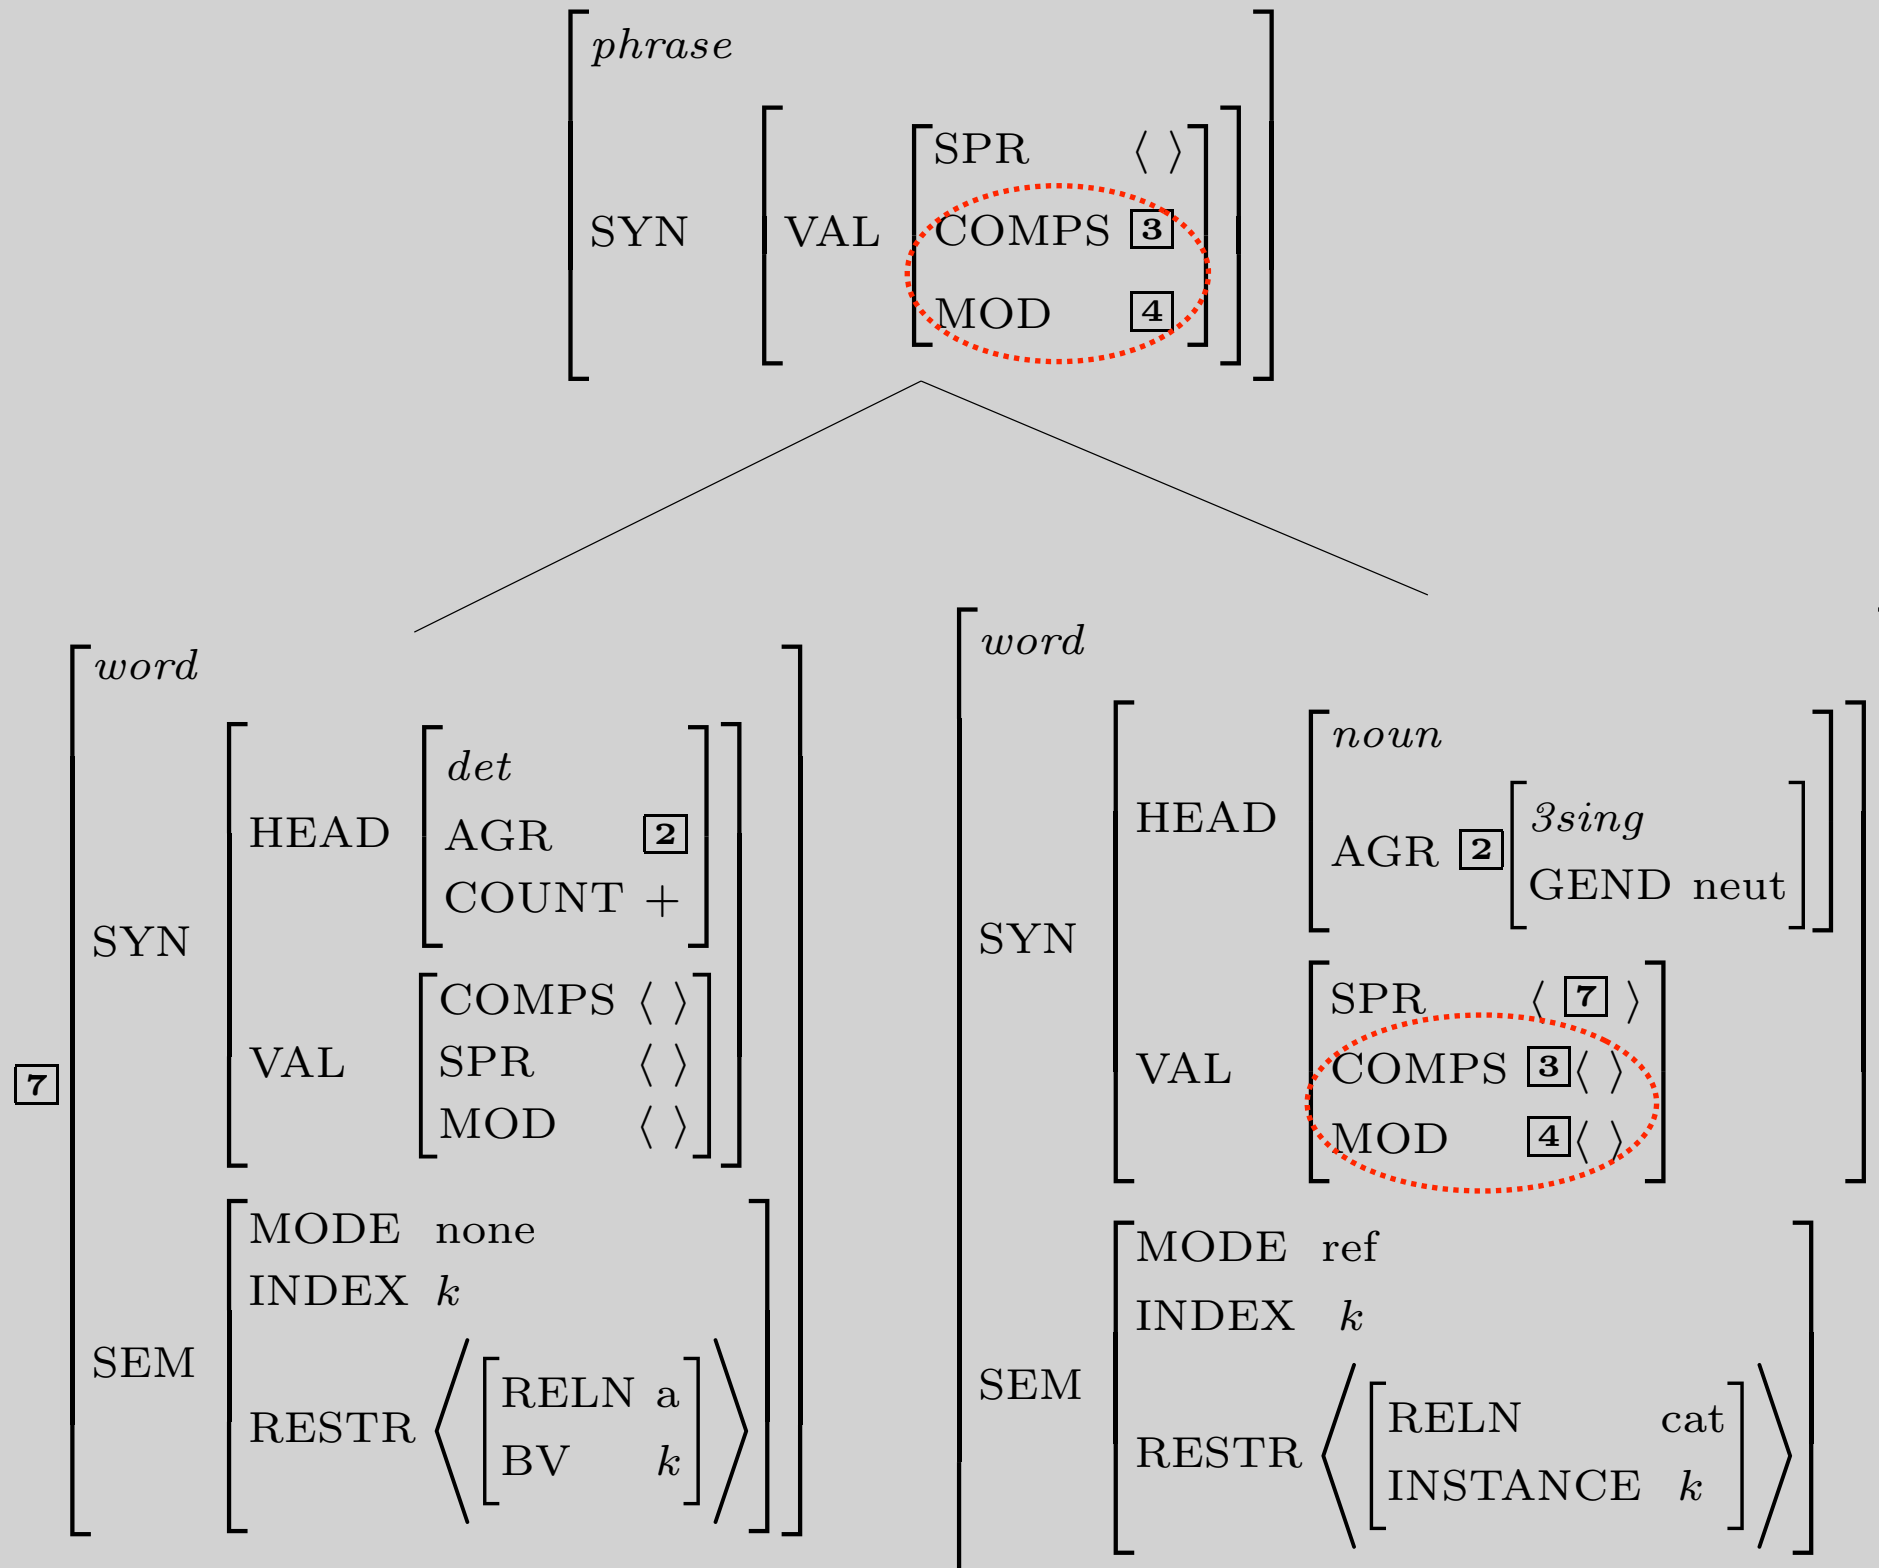 phrase
SPR ⟨ ⟩
SYN VAL COMPS 3
MOD 4
word
HEAD det
AGR 2
COUNT +
SYN
VAL COMPS ⟨ ⟩
SPR ⟨ ⟩
MOD ⟨ ⟩
7
MODE none
INDEX k
SEM
RESTR ⟨ RELN a
BV k ⟩
word
HEAD noun
AGR 2 3sing
GEND neut
SYN
SPR ⟨ 7 ⟩
VAL COMPS 3 ⟨ ⟩
MOD 4 ⟨ ⟩
MODE ref
INDEX k
SEM
RESTR ⟨ RELN cat
INSTANCE k ⟩